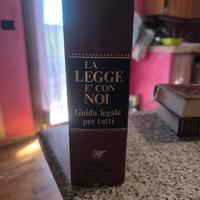 LA
LEGGE
E' CON
NOI
Guida legale
per tutti